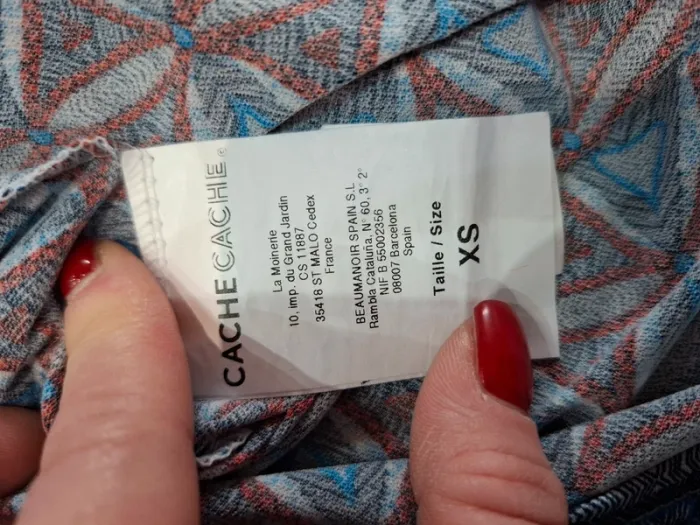 CACHE CACHE®
La Moinerie
10, imp. du Grand Jardin
CS 11887
35418 ST MALO Cedex
France
BEAUMANOIR SPAIN S.L
Rambla Cataluña, N° 60, 3° 2°
NIF B 55002356
08007 Barcelona
Spain
Taille / Size
XS